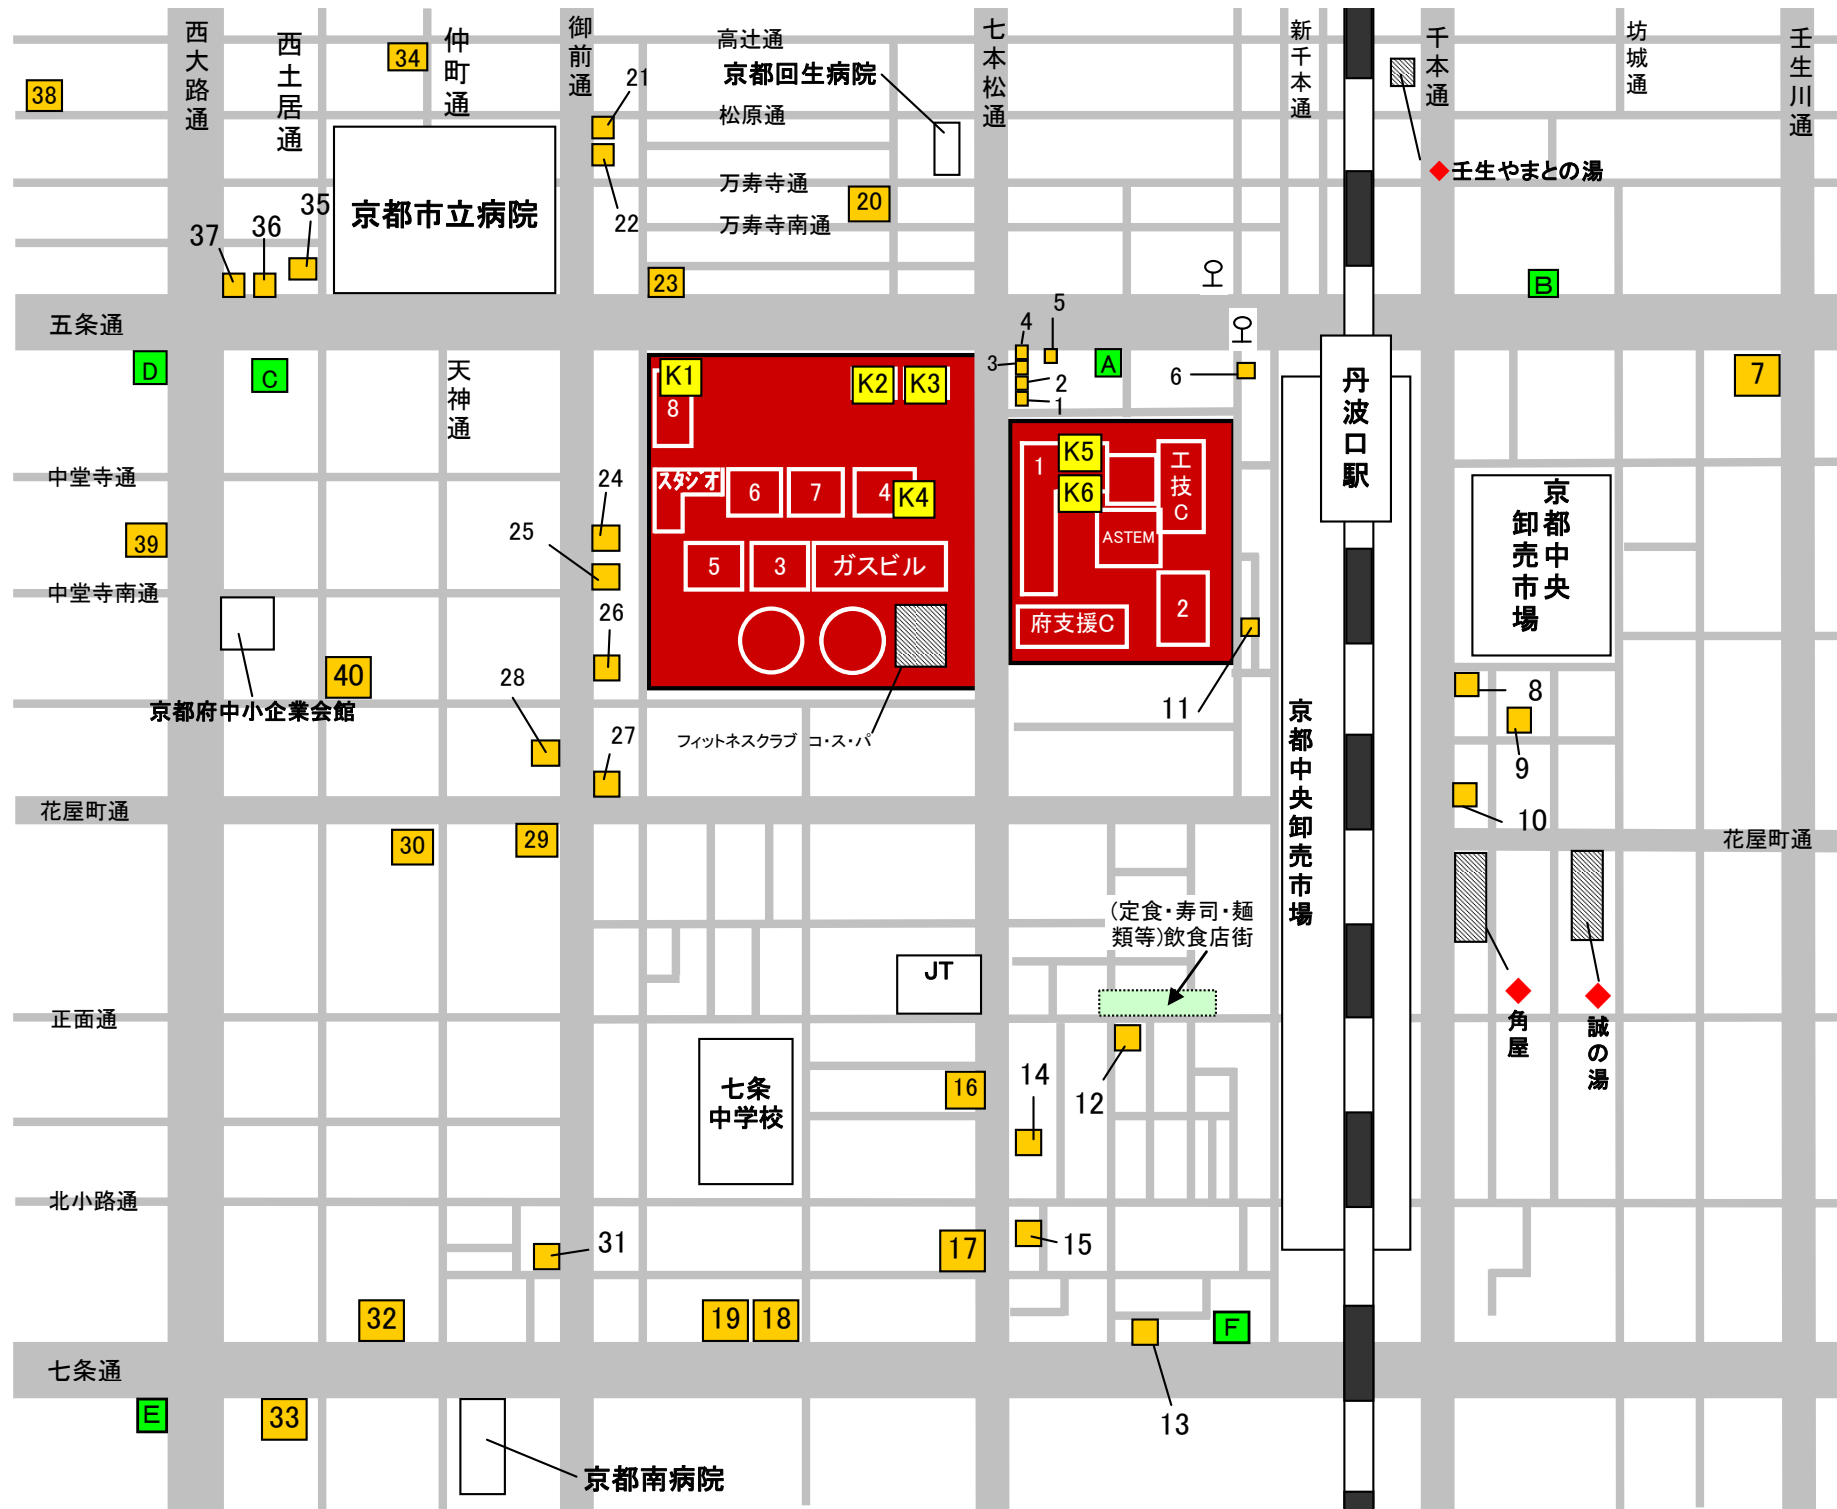 西大路通
西土居通
34
仲町通
御前通
高辻通
七本松通
新千本通
千本通
坊城通
壬生川通
38
21
京都回生病院
松原通
22
万寿寺通
20
万寿寺南通
壬生やまとの湯
京都市立病院
35
36
37
23
B
五条通
D
C
天神通
K1
8
K2
K3
4
5
3
2
1
A
6
丹波口駅
7
中堂寺通
24
25
スタジオ
6
7
4
K4
1
K5
K6
工技C
ASTEM
京都中央
卸売市場
39
中堂寺南通
26
5
3
ガスビル
府支援C
2
40
京都府中小企業会館
28
27
フィットネスクラブ コ・ス・パ
11
京都中央卸売市場
8
9
10
花屋町通
30
29
花屋町通
(定食・寿司・麺
類等)飲食店街
JT
正面通
12
角屋
誠の湯
七条
中学校
16
14
北小路通
31
17
15
32
19
18
F
13
七条通
E
33
京都南病院